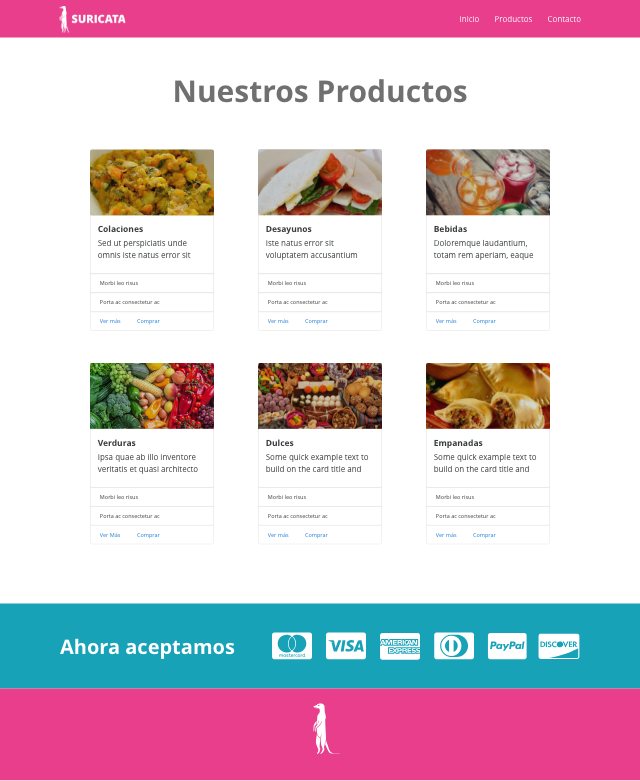 SURICATA
Inicio Productos Contacto
Nuestros Productos
Colaciones
Sed ut perspiciatis unde
omnis iste natus error sit
Morbi leo risus
Porta ac consectetur ac
Ver más Comprar
Desayunos
iste natus error sit
voluptatem accusantium
Morbi leo risus
Porta ac consectetur ac
Ver más Comprar
Bebidas
Doloremque laudantium,
totam rem aperiam, eaque
Morbi leo risus
Porta ac consectetur ac
Ver más Comprar
Verduras
ipsa quae ab illo inventore
veritatis et quasi architecto
Morbi leo risus
Porta ac consectetur ac
Ver Más Comprar
Dulces
Some quick example text to
build on the card title and
Morbi leo risus
Porta ac consectetur ac
Ver más Comprar
Empanadas
Some quick example text to
build on the card title and
Morbi leo risus
Porta ac consectetur ac
Ver más Comprar
Ahora aceptamos
mastercard
VISA
AMERICAN
EXPRESS
PayPal
DISCOVER